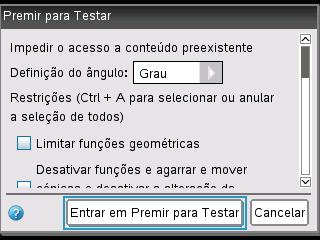 Premir para Testar
Impedir o acesso a conteúdo preexistente
Definição do ângulo: Grau
Restrições (Ctrl + A para selecionar ou anular
a seleção de todos)
Limitar funções geométricas
Desativar funções e agarrar e mover
cónicas e desativar a alteração da
? Entrar em Premir para Testar Cancelar